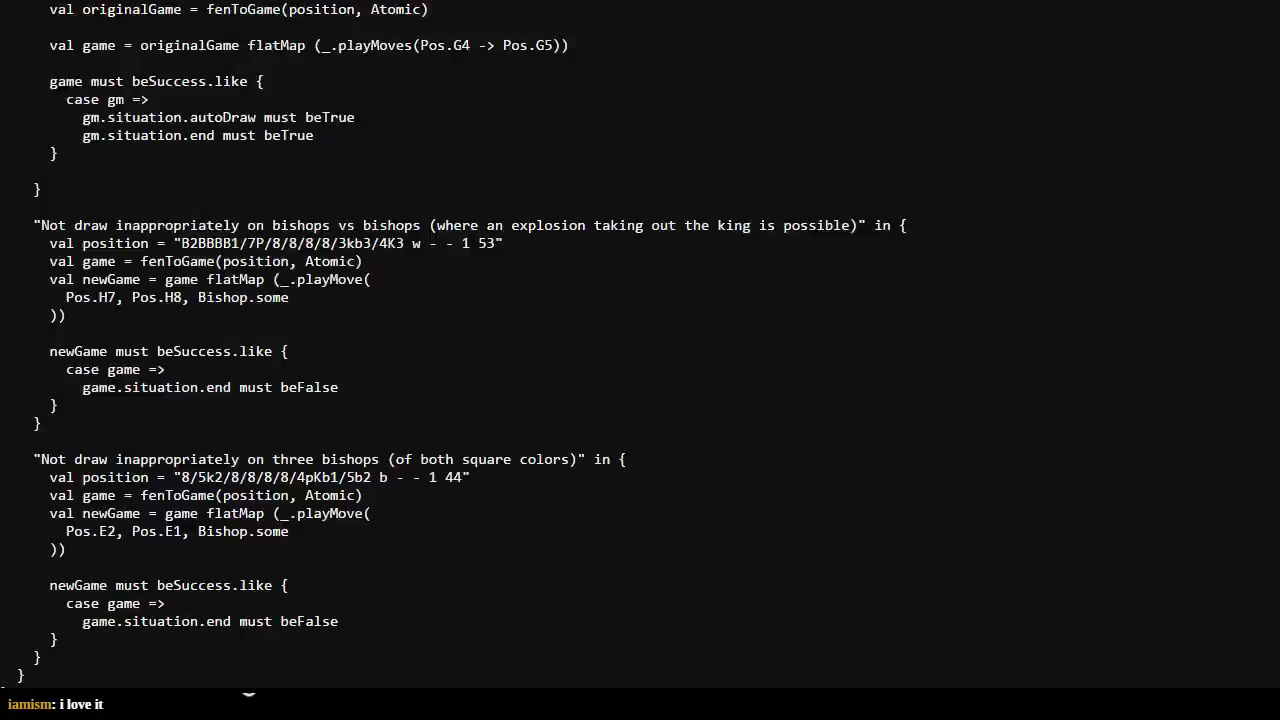 val originalGame = fenToGame(position, Atomic)
val game = originalGame flatMap (_.playMoves(Pos.G4 -> Pos.G5))
game must beSuccess.like {
case gm =>
gm.situation.autoDraw must beTrue
gm.situation.end must beTrue
}
}
"Not draw inappropriately on bishops vs bishops (where an explosion taking out the king is possible)" in {
val position = "B2BBBB1/7P/8/8/8/8/3kb3/4K3 w - - 1 53"
val game = fenToGame(position, Atomic)
val newGame = game flatMap (_.playMove(
Pos.H7, Pos.H8, Bishop.some
))
newGame must beSuccess.like {
case game =>
game.situation.end must beFalse
}
}
"Not draw inappropriately on three bishops (of both square colors)" in {
val position = "8/5k2/8/8/8/8/4pKb1/5b2 b - - 1 44"
val game = fenToGame(position, Atomic)
val newGame = game flatMap (_.playMove(
Pos.E2, Pos.E1, Bishop.some
))
newGame must beSuccess.like {
case game =>
game.situation.end must beFalse
}
}
}
iamism: i love it